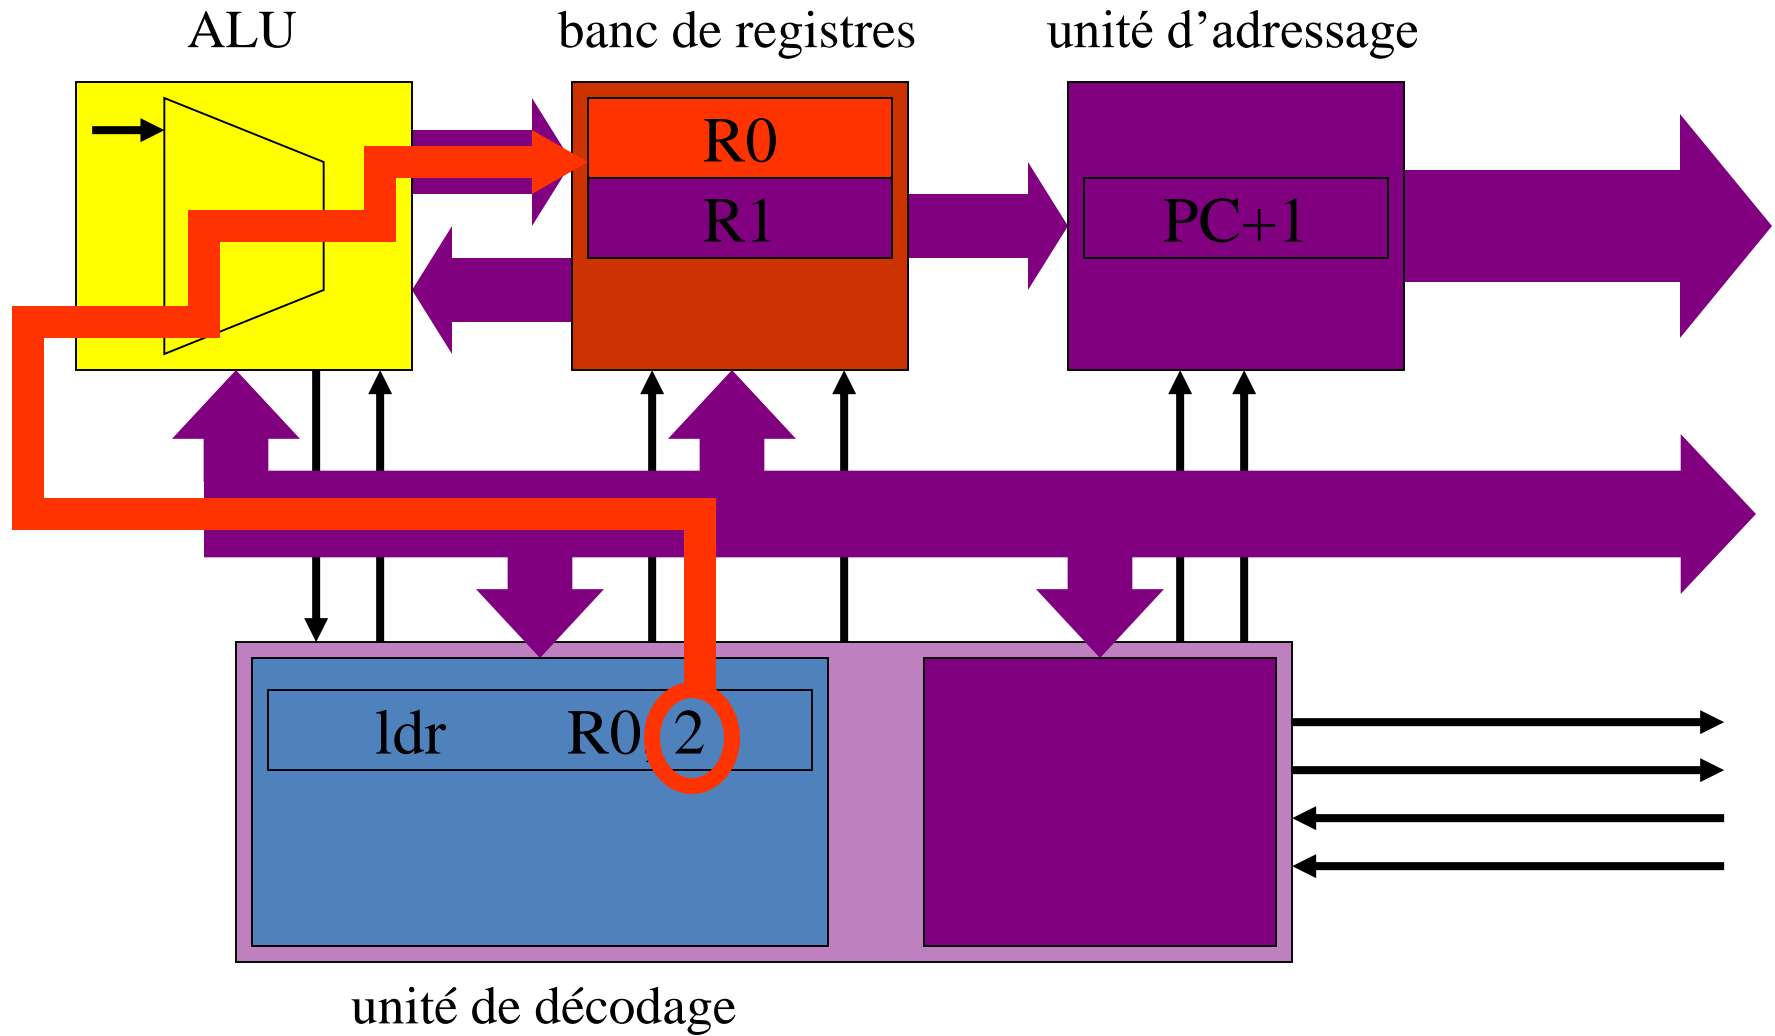 ALU
banc de registres
unité d’adressage
R0
R1
PC+1
ldr R0, 2
unité de décodage